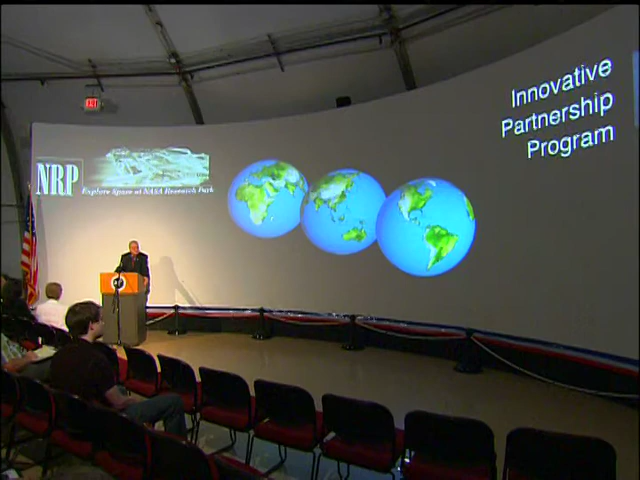 EXIT
Innovative
Partnership
Program
NRP
Explore Space at NASA Research Park